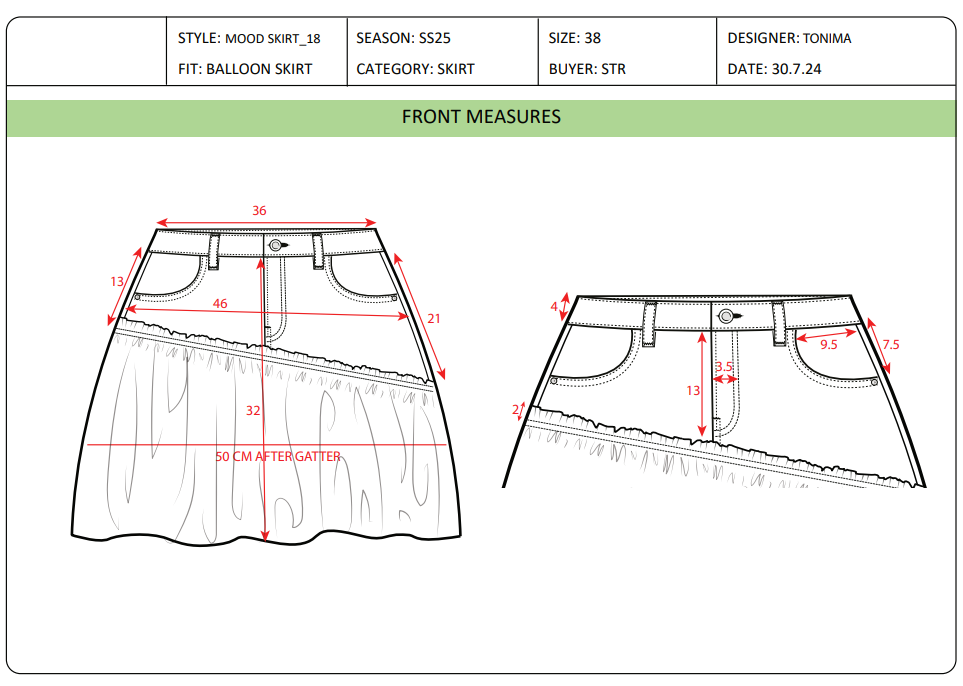 STYLE: MOOD SKIRT_18
FIT: BALLOON SKIRT
SEASON: SS25
CATEGORY: SKIRT
SIZE: 38
BUYER: STR
DESIGNER: TONIMA
DATE: 30.7.24
FRONT MEASURES
36
13
46
21
32
50 CM AFTER GATTER
4
9.5
7.5
3.5
13
2